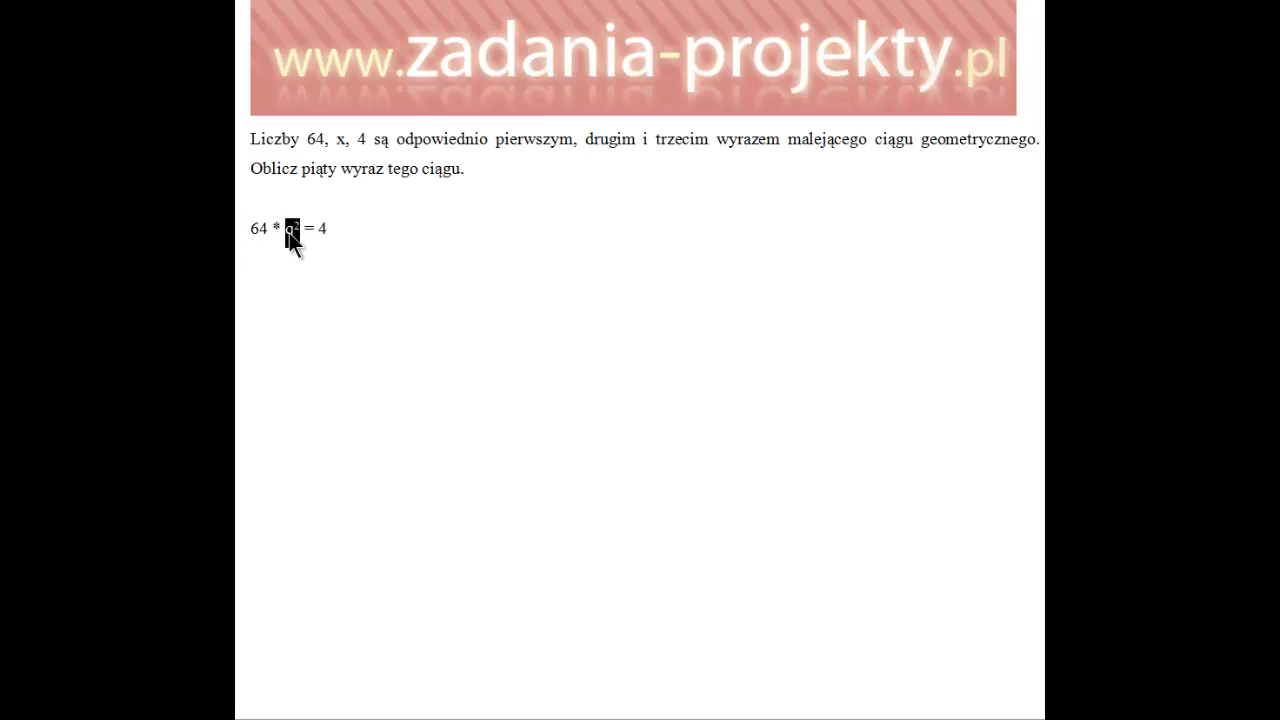 www.zadania-projekty.pl
Liczby 64, x, 4 są odpowiednio pierwszym, drugim i trzecim wyrazem malejącego ciągu geometrycznego.
Oblicz piąty wyraz tego ciągu.
64 * q² = 4